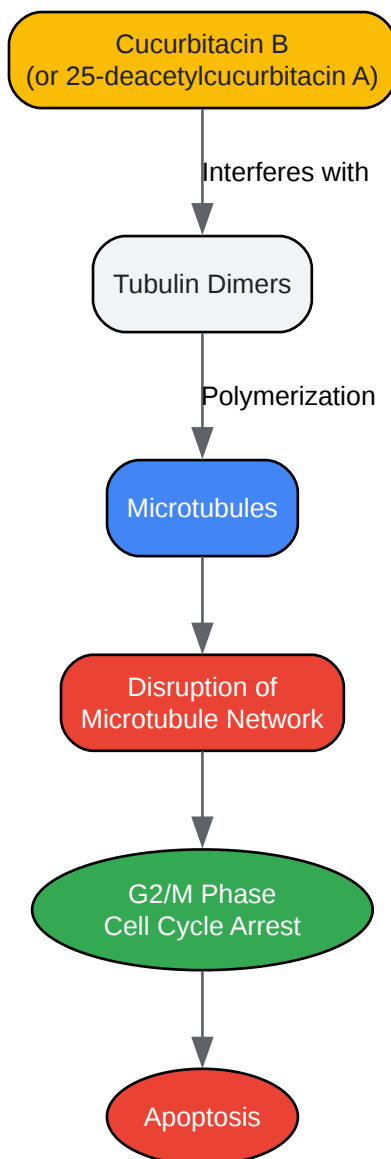 Cucurbitacin B
(or 25-deacetylcucurbitacin A)
Interferes with
Tubulin Dimers
Polymerization
Microtubules
Disruption of
Microtubule Network
G2/M Phase
Cell Cycle Arrest
Apoptosis